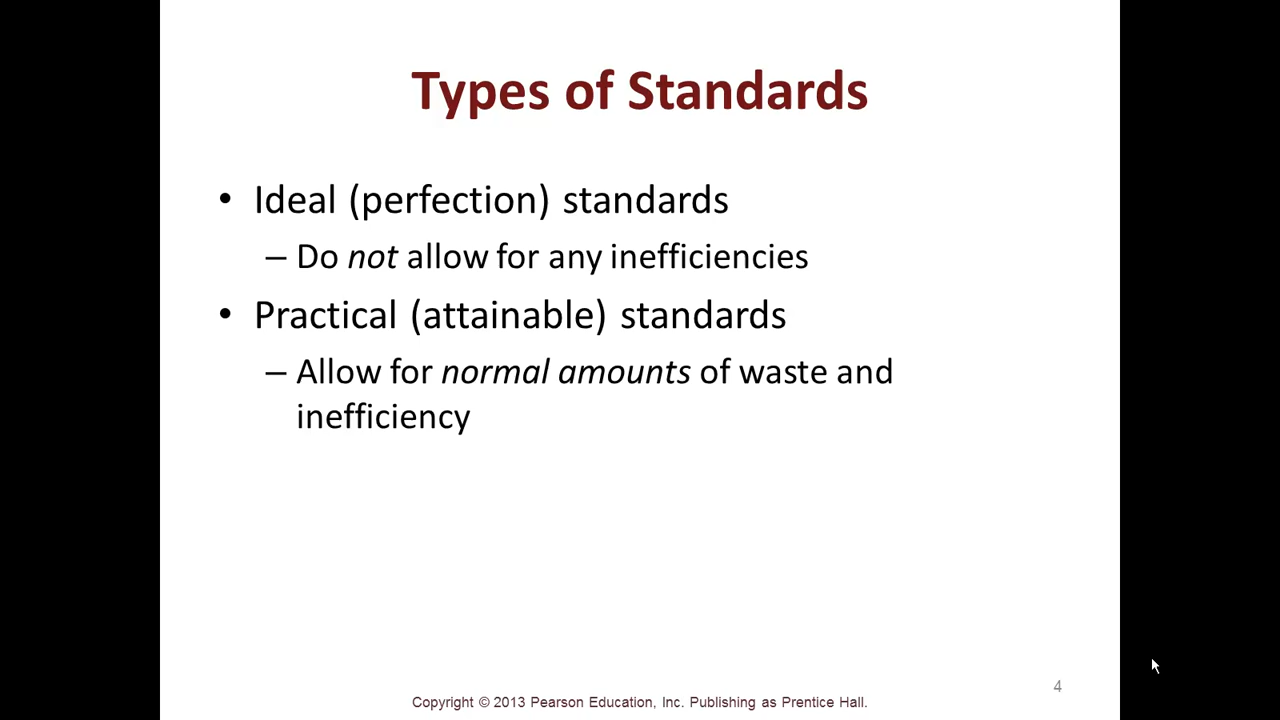 Types of Standards
• Ideal (perfection) standards
– Do not allow for any inefficiencies
• Practical (attainable) standards
– Allow for normal amounts of waste and
inefficiency
4
Copyright © 2013 Pearson Education, Inc. Publishing as Prentice Hall.